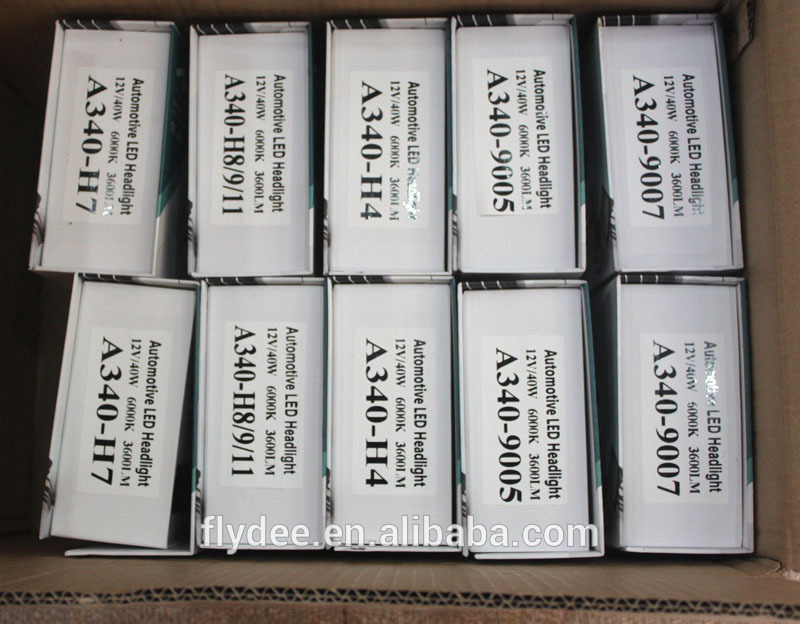 Automotive LED Headlight
12V/40W 6000K 3600LM
A340-H7
Automotive LED Headlight
12V/40W 6000K 3600LM
A340-H8/9/11
Automotive LED Headlight
12V/40W 6000K 3600LM
A340-H4
Automotive LED Headlight
12V/40W 6000K 3600LM
A340-9005
Automotive LED Headlight
12V/40W 6000K 3600LM
A340-9007
Automotive LED Headlight
12V/40W 6000K 3600LM
A340-H7
Automotive LED Headlight
12V/40W 6000K 3600LM
A340-H8/9/11
Automotive LED Headlight
12V/40W 6000K 3600LM
A340-H4
Automotive LED Headlight
12V/40W 6000K 3600LM
A340-9005
Automotive LED Headlight
12V/40W 6000K 3600LM
A340-9007
flydee.en.alibaba.com